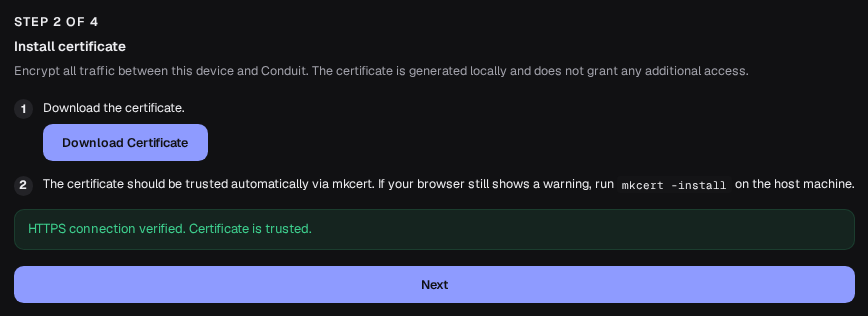 STEP 2 OF 4
Install certificate
Encrypt all traffic between this device and Conduit. The certificate is generated locally and does not grant any additional access.
1 Download the certificate.
Download Certificate
2 The certificate should be trusted automatically via mkcert. If your browser still shows a warning, run mkcert -install on the host machine.
HTTPS connection verified. Certificate is trusted.
Next